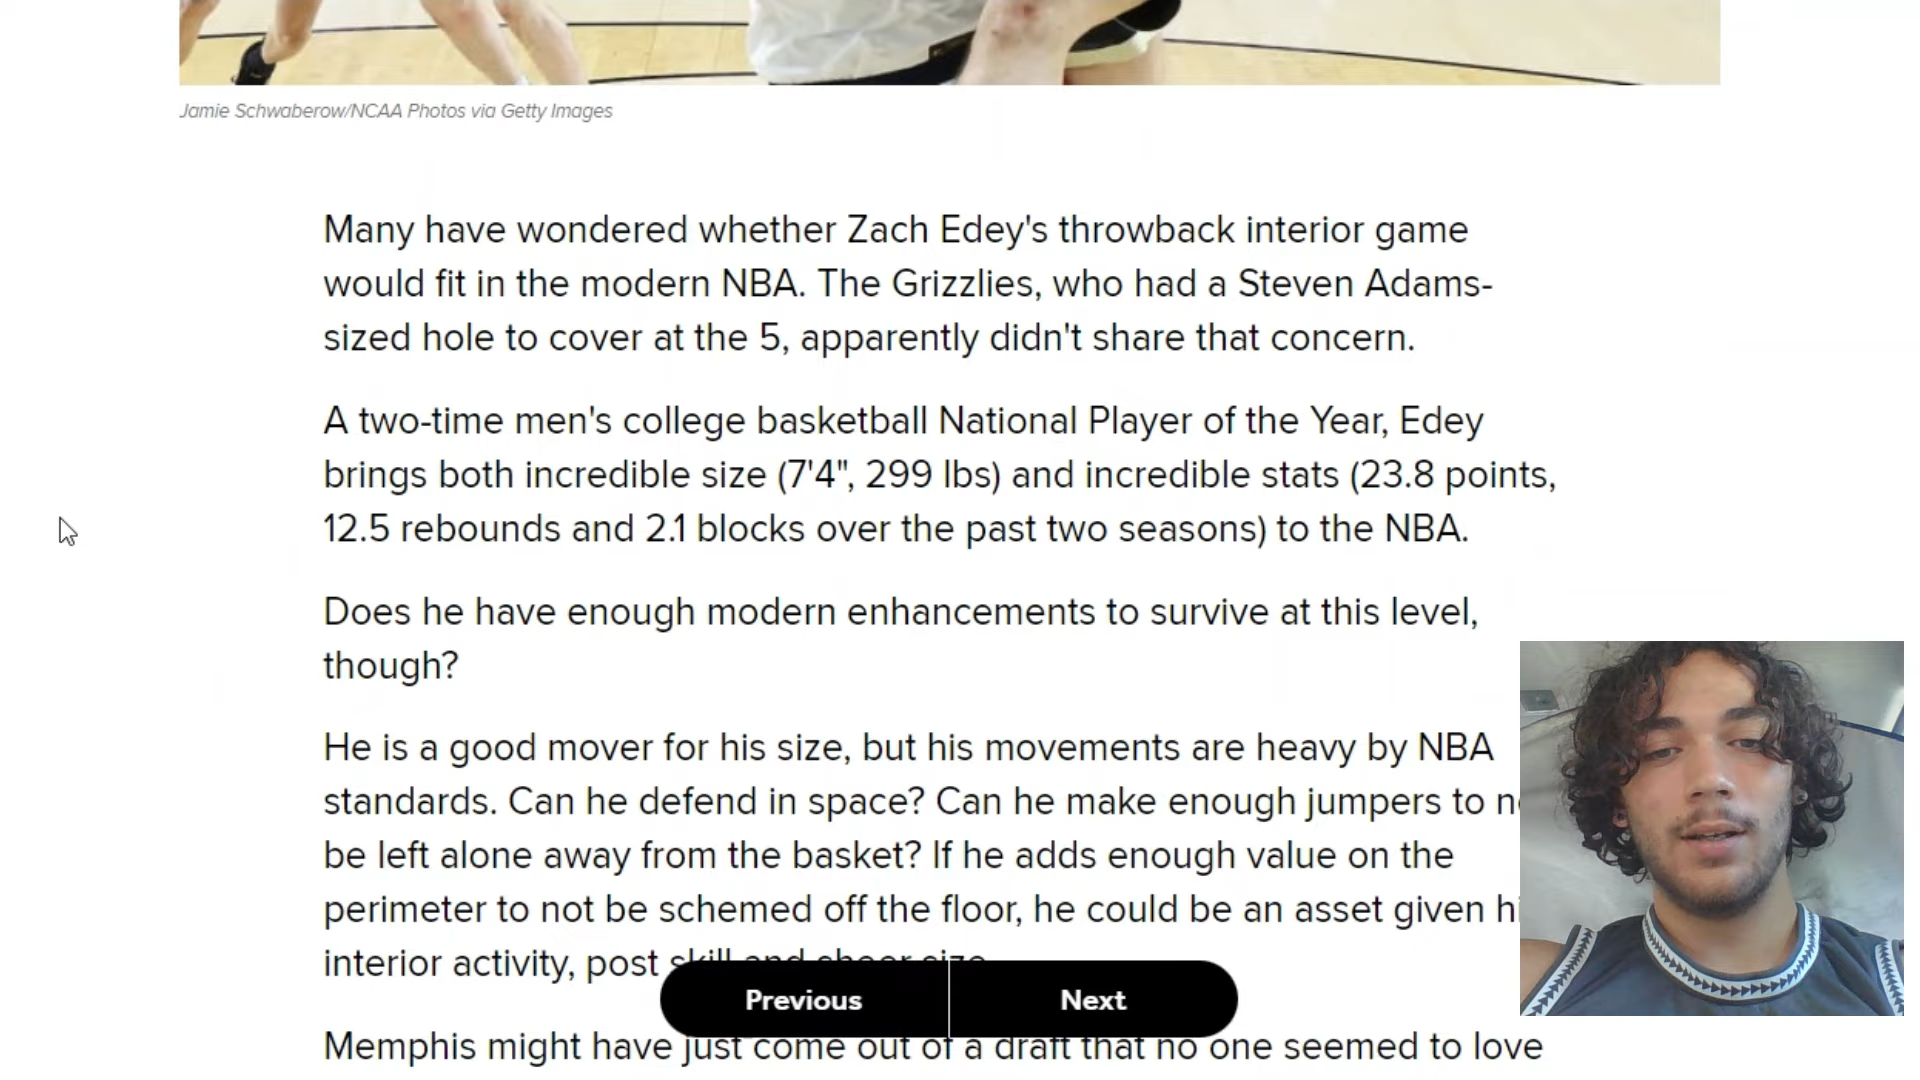 Jamie Schwaberow/NCAA Photos via Getty Images
Many have wondered whether Zach Edey's throwback interior game
would fit in the modern NBA. The Grizzlies, who had a Steven Adams-
sized hole to cover at the 5, apparently didn't share that concern.
A two-time men's college basketball National Player of the Year, Edey
brings both incredible size (7'4", 299 lbs) and incredible stats (23.8 points,
12.5 rebounds and 2.1 blocks over the past two seasons) to the NBA.
Does he have enough modern enhancements to survive at this level,
though?
He is a good mover for his size, but his movements are heavy by NBA
standards. Can he defend in space? Can he make enough jumpers to
be left alone away from the basket? If he adds enough value on the
perimeter to not be schemed off the floor, he could be an asset given
interior activity, post skill and sheer size.
Previous Next
Memphis might have just come out of a draft that no one seemed to love